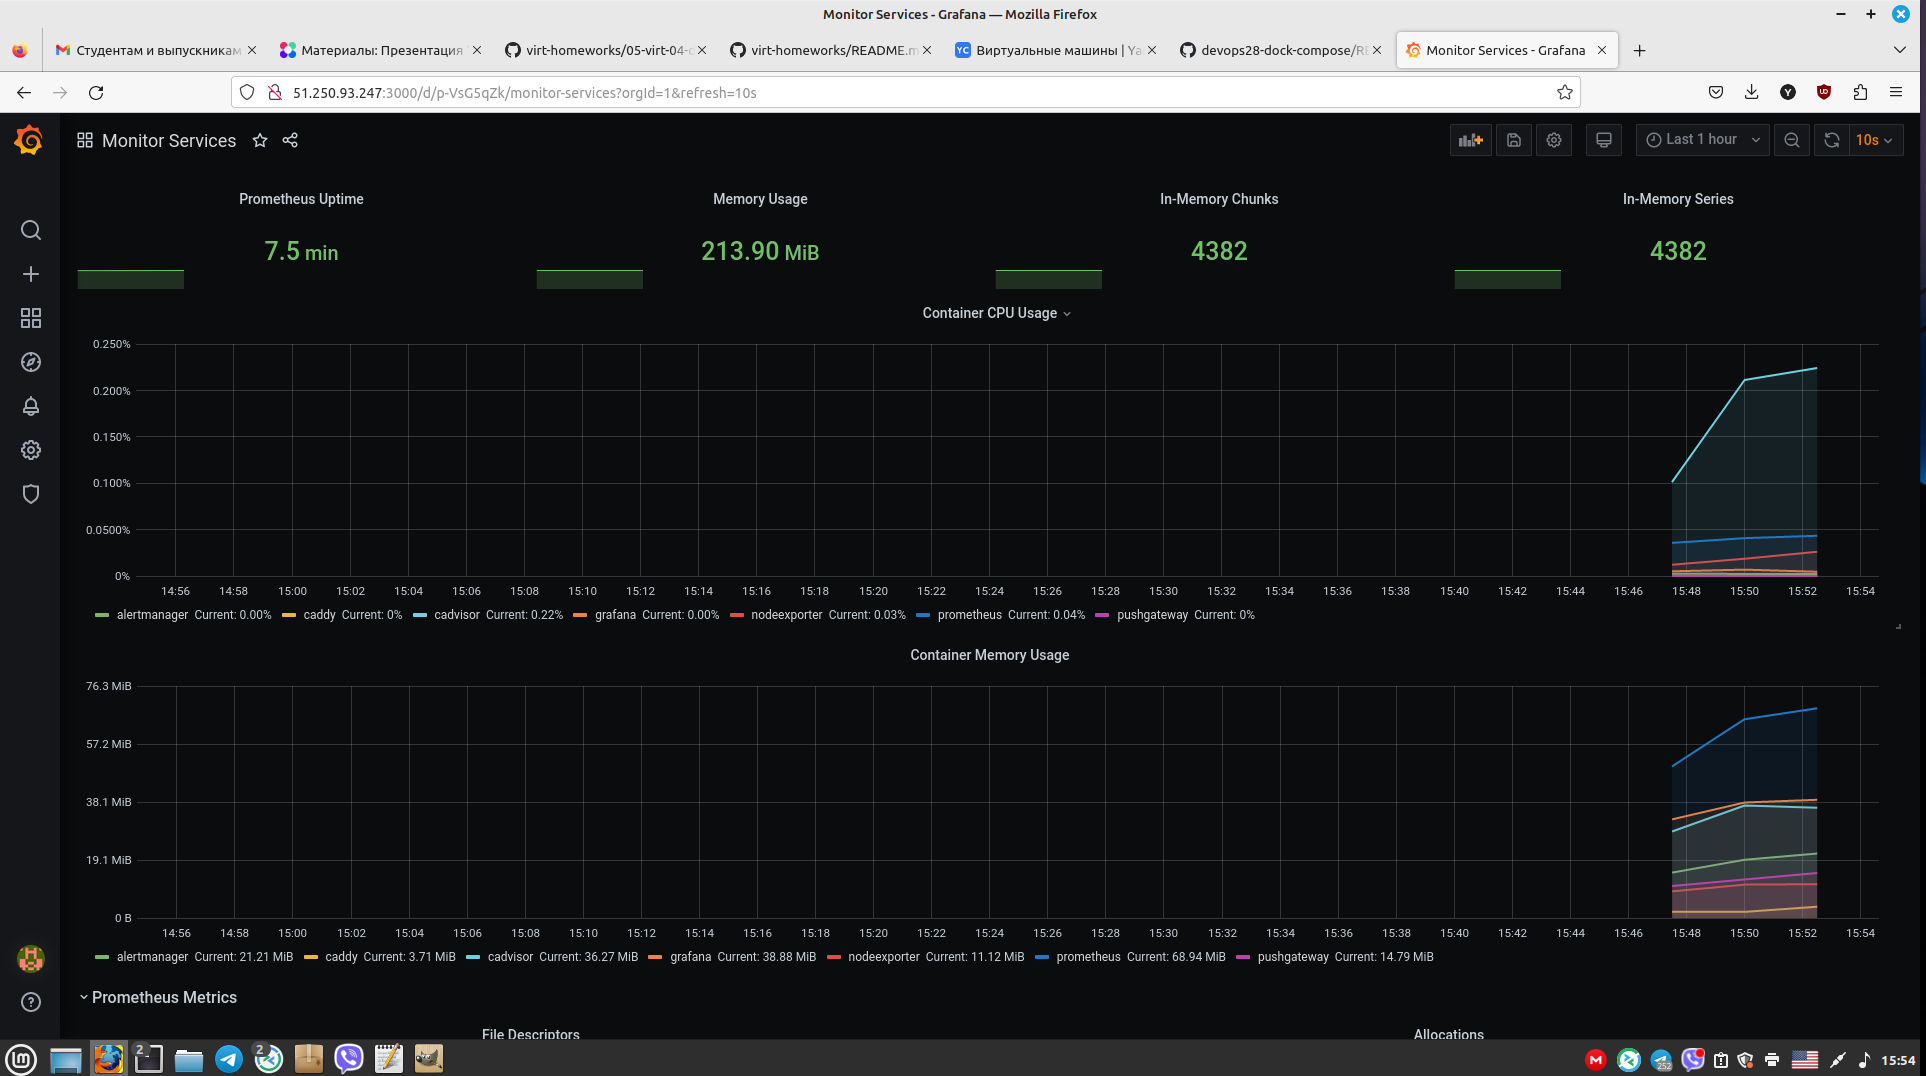 Monitor Services - Grafana — Mozilla Firefox
Студентам и выпускникам
Материалы: Презентация
virt-homeworks/05-virt-04-
virt-homeworks/README.m
YC Виртуальные машины | Ya
devops28-dock-compose/RE
Monitor Services - Grafana
51.250.93.247:3000/d/p-VsG5qZk/monitor-services?orgId=1&refresh=10s
Monitor Services
Last 1 hour
10s
Prometheus Uptime
Memory Usage
In-Memory Chunks
In-Memory Series
7.5 min
213.90 MiB
4382
4382
Container CPU Usage
0.250%
0.200%
0.150%
0.100%
0.0500%
0%
14:56 14:58 15:00 15:02 15:04 15:06 15:08 15:10 15:12 15:14 15:16 15:18 15:20 15:22 15:24 15:26 15:28 15:30 15:32 15:34 15:36 15:38 15:40 15:42 15:44 15:46 15:48 15:50 15:52 15:54
alertmanager Current: 0.00% caddy Current: 0% cadvisor Current: 0.22% grafana Current: 0.00% nodeexporter Current: 0.03% prometheus Current: 0.04% pushgateway Current: 0%
Container Memory Usage
76.3 MiB
57.2 MiB
38.1 MiB
19.1 MiB
0 B
14:56 14:58 15:00 15:02 15:04 15:06 15:08 15:10 15:12 15:14 15:16 15:18 15:20 15:22 15:24 15:26 15:28 15:30 15:32 15:34 15:36 15:38 15:40 15:42 15:44 15:46 15:48 15:50 15:52 15:54
alertmanager Current: 21.21 MiB caddy Current: 3.71 MiB cadvisor Current: 36.27 MiB grafana Current: 38.88 MiB nodeexporter Current: 11.12 MiB prometheus Current: 68.94 MiB pushgateway Current: 14.79 MiB
Prometheus Metrics
File Descriptors
Allocations
2
2
252
15:54